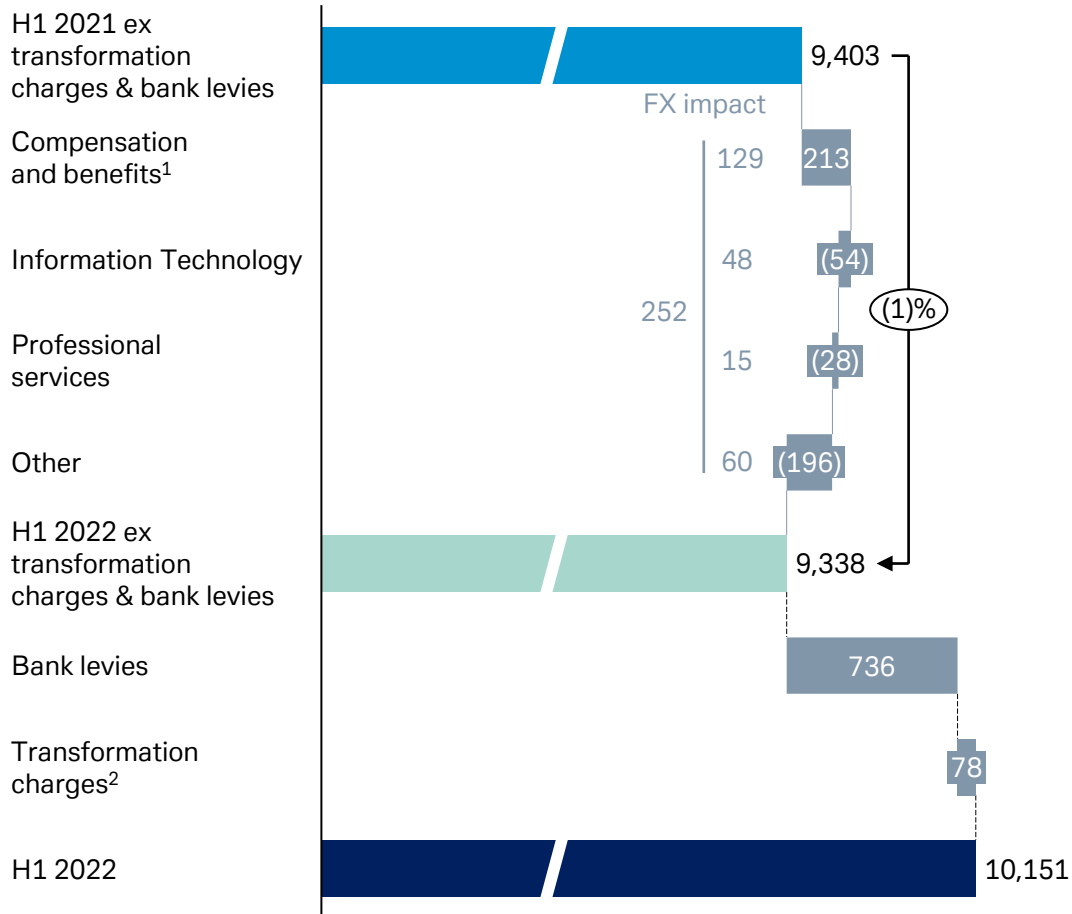 H1 2021 ex
transformation
charges & bank levies
9,403
FX impact
Compensation
and benefits¹
129
213
Information Technology
48
(54)
252
(1)%
Professional
services
15
(28)
Other
60
(196)
H1 2022 ex
transformation
charges & bank levies
9,338
Bank levies
736
Transformation
charges²
78
H1 2022
10,151